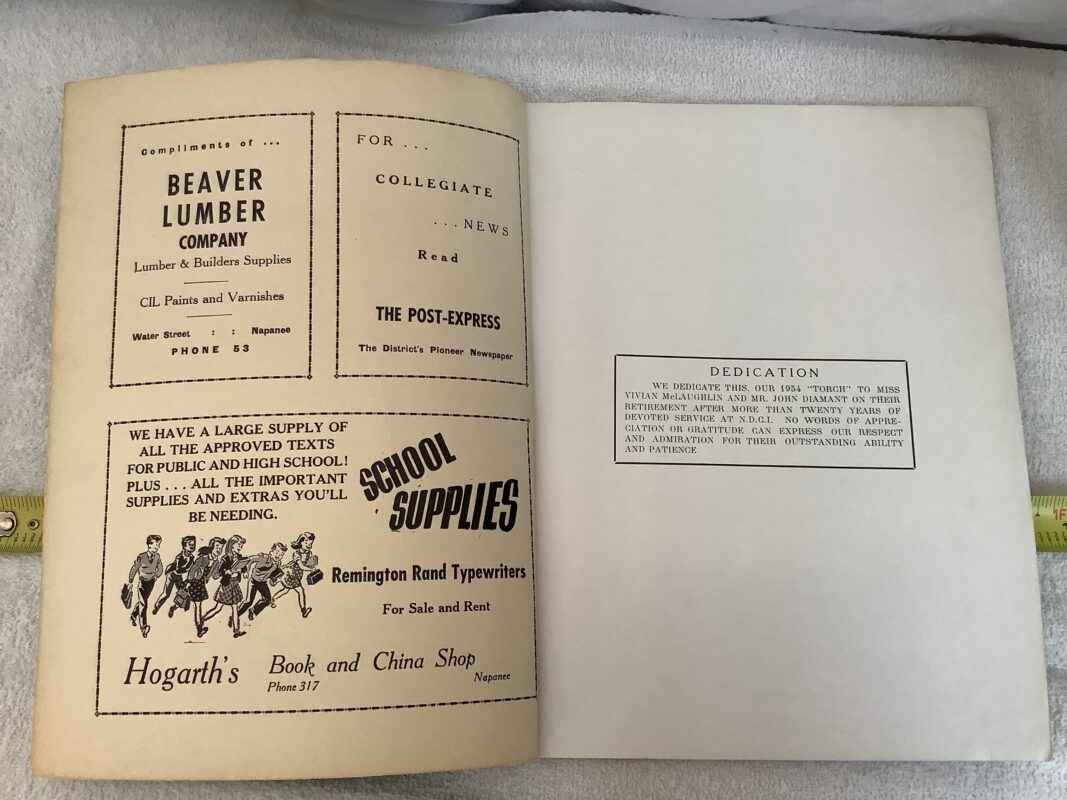 Compliments of ...
BEAVER
LUMBER
COMPANY
Lumber & Builders Supplies
CIL Paints and Varnishes
Water Street : : Napanee
PHONE 53
FOR ...
COLLEGIATE
... NEWS
Read
THE POST-EXPRESS
The District's Pioneer Newspaper
WE HAVE A LARGE SUPPLY OF
ALL THE APPROVED TEXTS
FOR PUBLIC AND HIGH SCHOOL!
PLUS . . . ALL THE IMPORTANT
SUPPLIES AND EXTRAS YOU'LL
BE NEEDING.
SCHOOL
SUPPLIES
Remington Rand Typewriters
For Sale and Rent
Hogarth's Book and China Shop
Phone 317 Napanee
DEDICATION
WE DEDICATE THIS, OUR 1954 "TORCH" TO MISS
VIVIAN McLAUGHLIN AND MR. JOHN DIAMANT ON THEIR
RETIREMENT AFTER MORE THAN TWENTY YEARS OF
DEVOTED SERVICE AT N.D.C.I. NO WORDS OF APPRE-
CIATION OR GRATITUDE CAN EXPRESS OUR RESPECT
AND ADMIRATION FOR THEIR OUTSTANDING ABILITY
AND PATIENCE